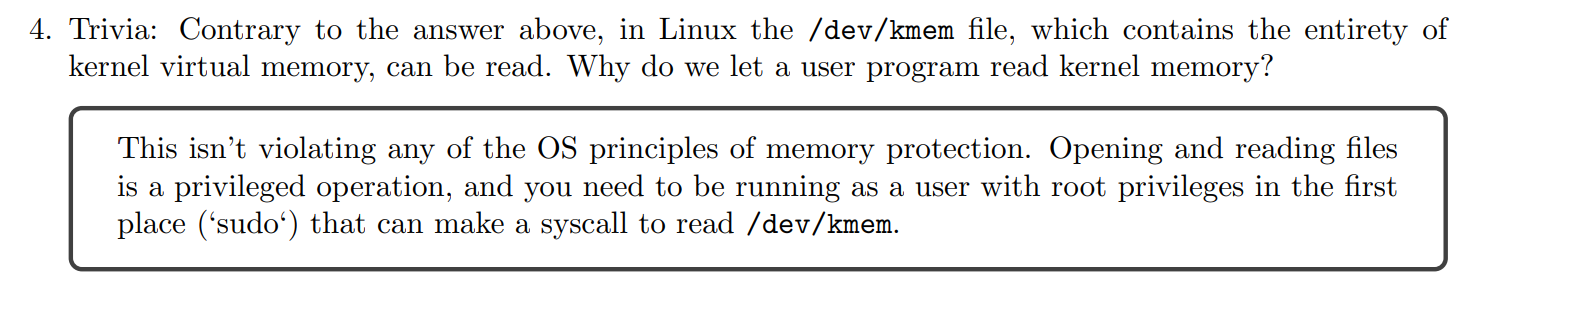 4. Trivia: Contrary to the answer above, in Linux the /dev/kmem file, which contains the entirety of
kernel virtual memory, can be read. Why do we let a user program read kernel memory?
This isn’t violating any of the OS principles of memory protection. Opening and reading files
is a privileged operation, and you need to be running as a user with root privileges in the first
place (‘sudo‘) that can make a syscall to read /dev/kmem.